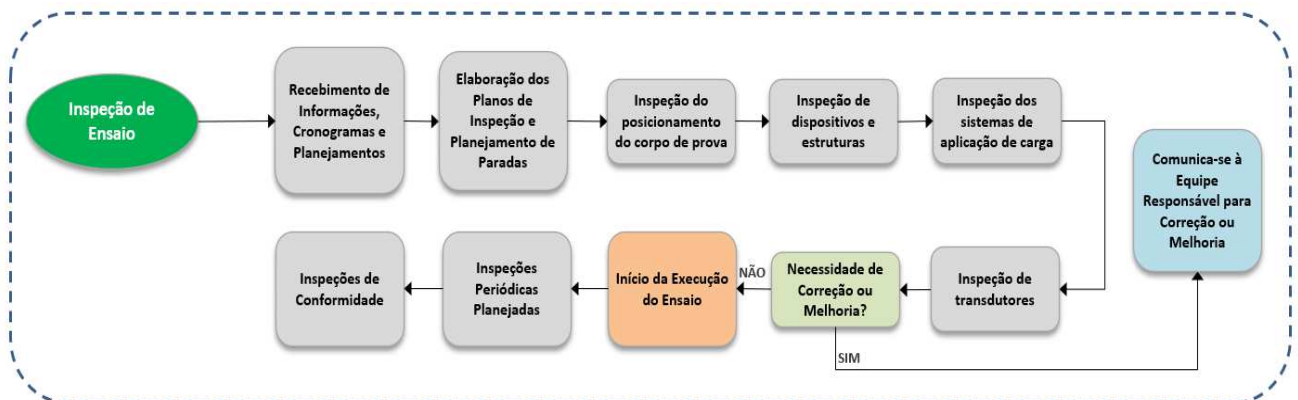 Inspeção de
Ensaio
Recebimento de
Informações,
Cronogramas e
Planejamentos
Elaboração dos
Planos de
Inspeção e
Planejamento de
Paradas
Inspeção do
posicionamento
do corpo de prova
Inspeção de
dispositivos e
estruturas
Inspeção dos
sistemas de
aplicação de carga
Comunica-se à
Equipe
Responsável para
Correção ou
Melhoria
Inspeção de
transdutores
Necessidade de
Correção ou
Melhoria?
NÃO
SIM
Início da Execução
do Ensaio
Inspeções
Periódicas
Planejadas
Inspeções de
Conformidade